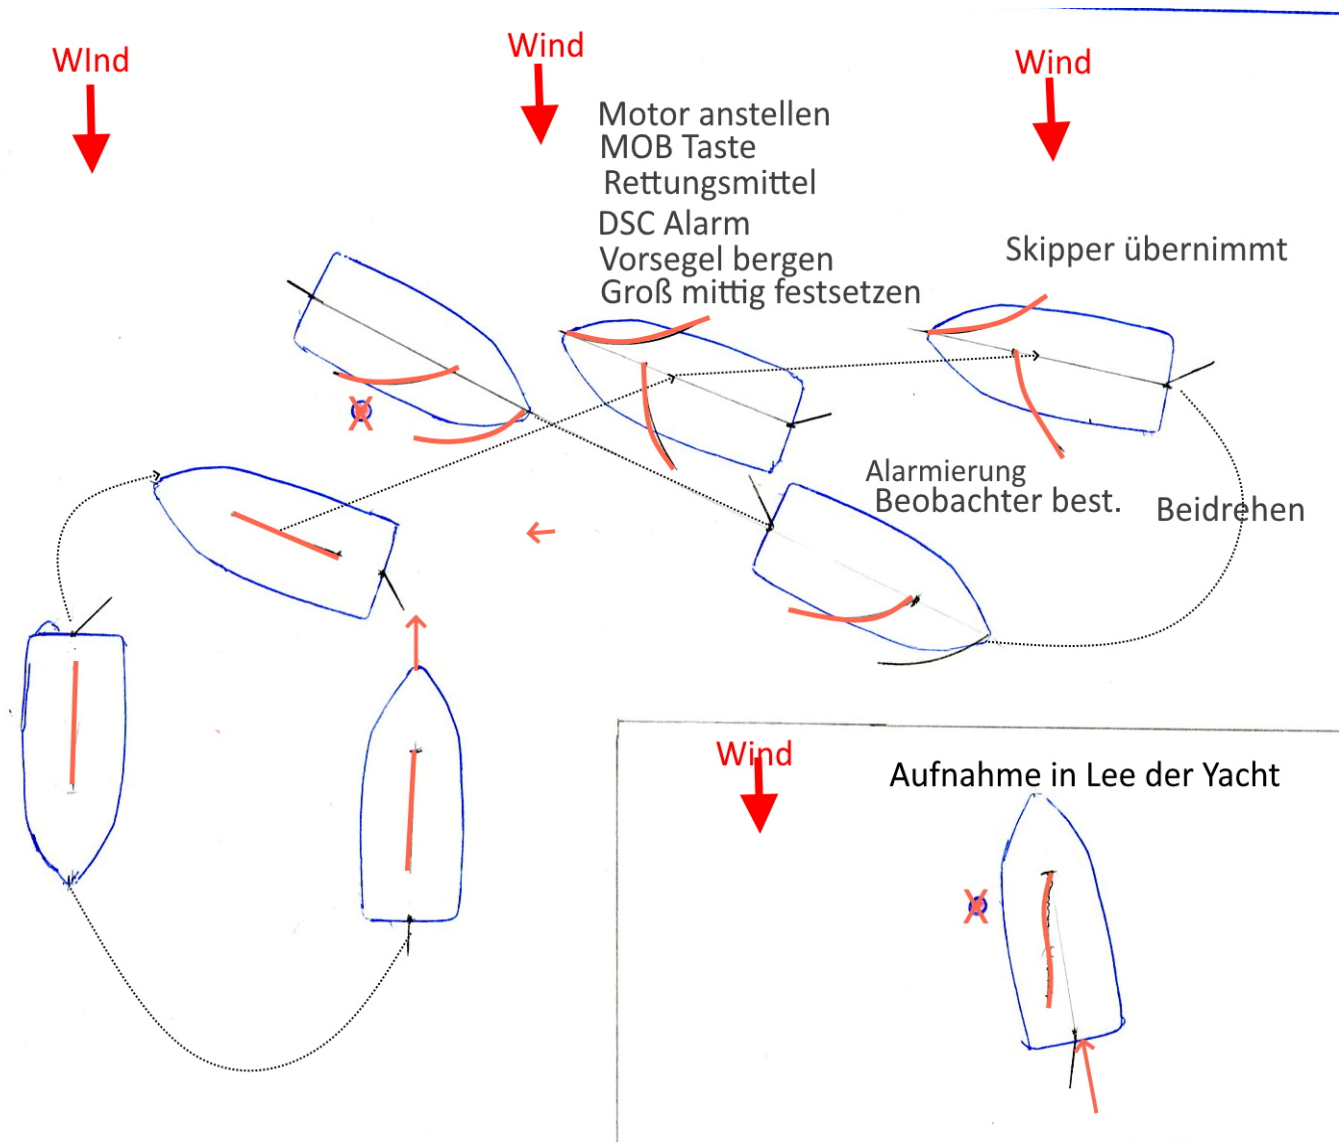 WInd
Wind
Wind
Motor anstellen
MOB Taste
Rettungsmittel
DSC Alarm
Vorsegel bergen
Groß mittig festsetzen
Skipper übernimmt
Alarmierung
Beobachter best.
Beidrehen
Wind
Aufnahme in Lee der Yacht